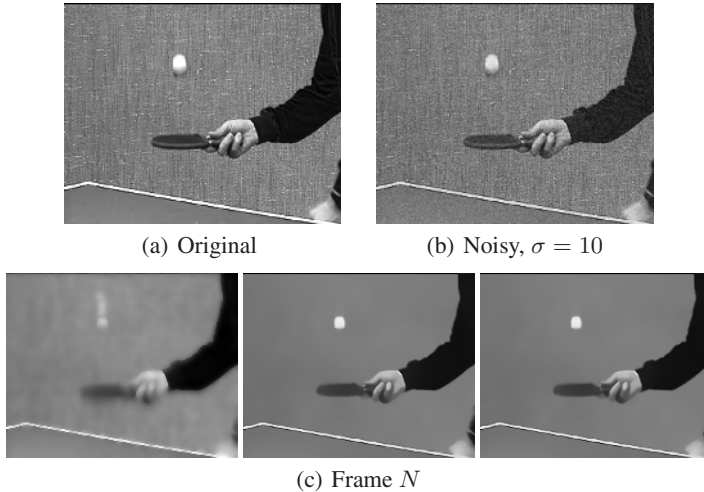 (a) Original
(b) Noisy, σ = 10
(c) Frame N